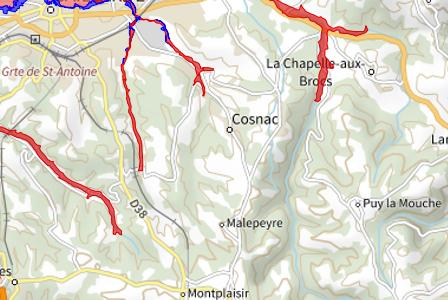 Grte de St-Antoine
La Chapelle-aux-
Brocs
Cosnac
D38
Puy la Mouche
Malepeyre
Montplaisir